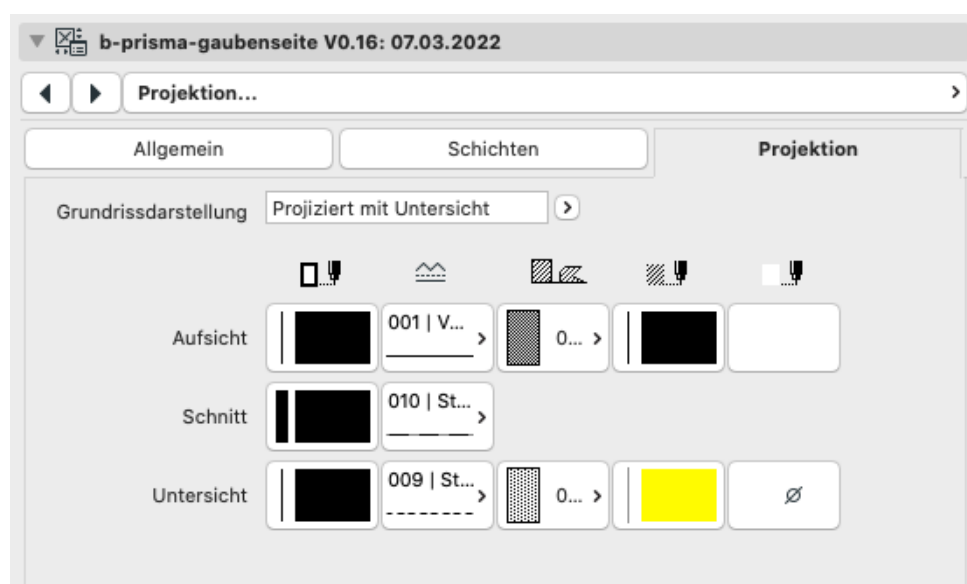 b-prisma-gaubenseite V0.16: 07.03.2022
Projektion...
Allgemein
Schichten
Projektion
Grundrissdarstellung
Projiziert mit Untersicht
Aufsicht
001 | V...
0...
Schnitt
010 | St...
Untersicht
009 | St...
0...